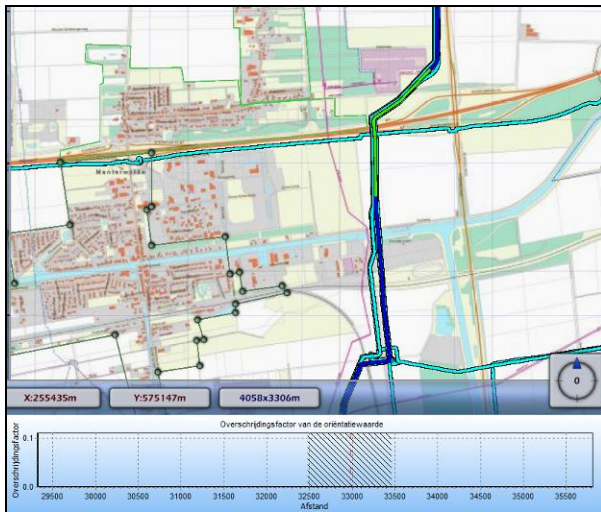 Menterwolde
X:255435m
Y:575147m
4058x3306m
0
Overschrijdingsfactor van de oriëntatiewaarde
Overschrijdingsfactor
0.1
0.0
29500 30000 30500 31000 31500 32000 32500 33000 33500 34000 34500 35000 35500
Afstand